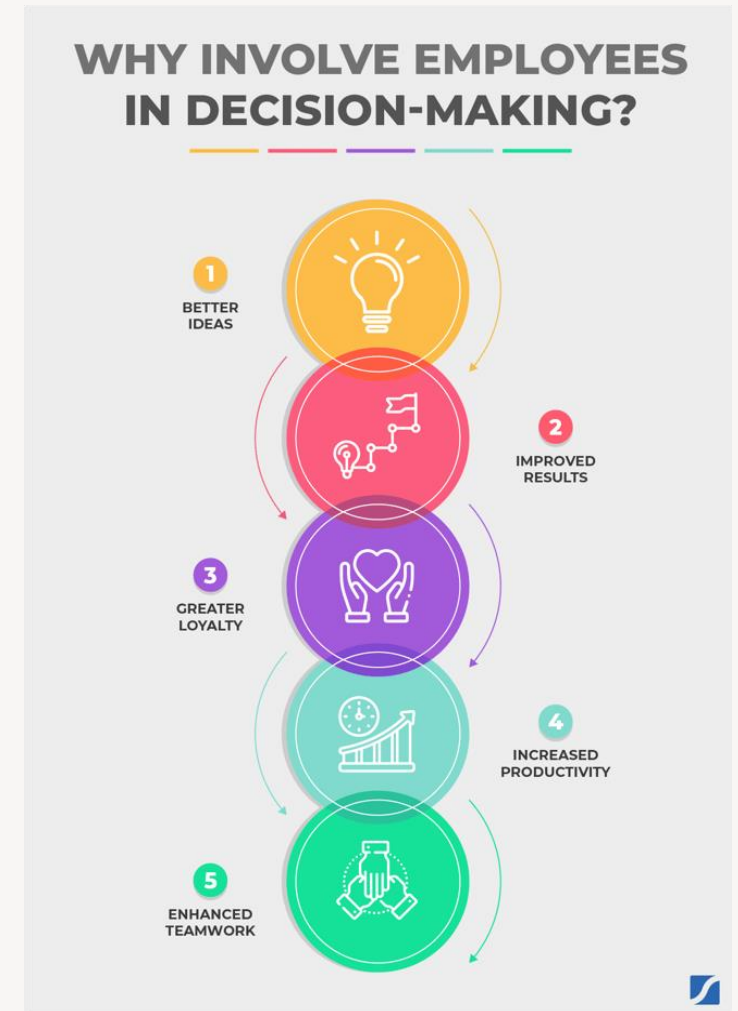 WHY INVOLVE EMPLOYEES
IN DECISION-MAKING?
1
BETTER
IDEAS
2
IMPROVED
RESULTS
3
GREATER
LOYALTY
4
INCREASED
PRODUCTIVITY
5
ENHANCED
TEAMWORK